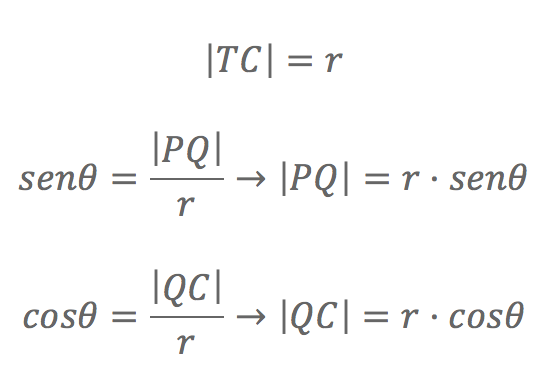 |TC| = r
senθ = |PQ| / r → |PQ| = r · senθ
cosθ = |QC| / r → |QC| = r · cosθ